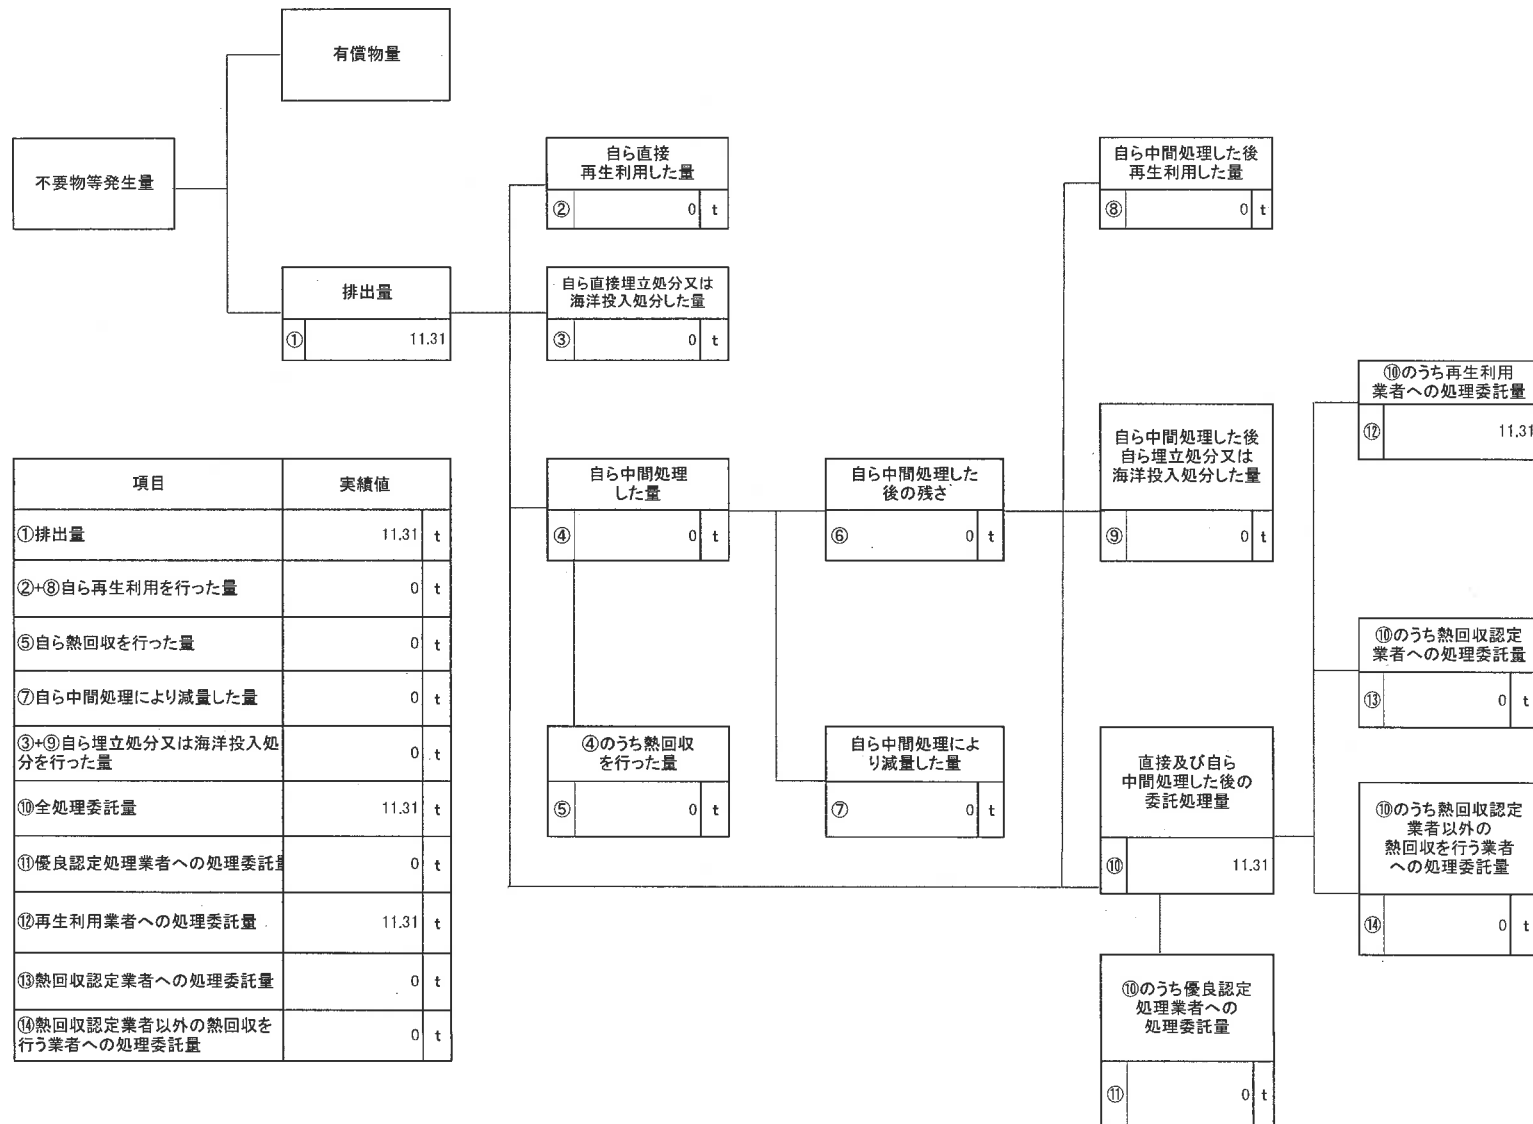 有償物量
不要物等発生量
排出量
① 11.31
自ら直接
再生利用した量
② 0 t
自ら直接埋立処分又は
海洋投入処分した量
③ 0 t
自ら中間処理
した量
④ 0 t
④のうち熱回収
を行った量
⑤ 0 t
自ら中間処理した
後の残さ
⑥ 0 t
自ら中間処理によ
り減量した量
⑦ 0 t
自ら中間処理した後
再生利用した量
⑧ 0 t
自ら中間処理した後
自ら埋立処分又は
海洋投入処分した量
⑨ 0 t
直接及び自ら
中間処理した後の
委託処理量
⑩ 11.31
⑩のうち優良認定
処理業者への
処理委託量
⑪ 0 t
⑩のうち再生利用
業者への処理委託量
⑫ 11.31
⑩のうち熱回収認定
業者への処理委託量
⑬ 0 t
⑩のうち熱回収認定
業者以外の
熱回収を行う業者
への処理委託量
⑭ 0 t
項目 実績値
①排出量 11.31 t
②+⑧自ら再生利用を行った量 0 t
⑤自ら熱回収を行った量 0 t
⑦自ら中間処理により減量した量 0 t
③+⑨自ら埋立処分又は海洋投入処
分を行った量 0 t
⑩全処理委託量 11.31 t
⑪優良認定処理業者への処理委託量 0 t
⑫再生利用業者への処理委託量 11.31 t
⑬熱回収認定業者への処理委託量 0 t
⑭熱回収認定業者以外の熱回収を
行う業者への処理委託量 0 t